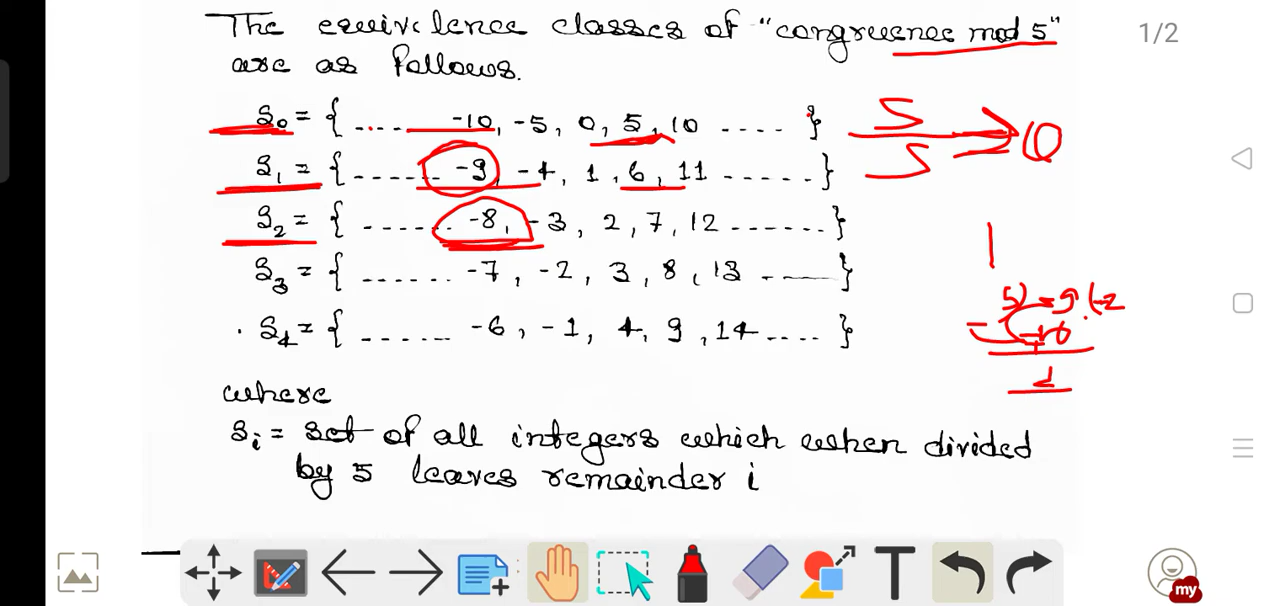 The equivelence classes of "congruence mod 5"
are as follows.
1/2
S₀ = { ..... -10, -5, 0, 5, 10 .... }
S₁ = { ...... -9, -4, 1, 6, 11 ...... }
S₂ = { ...... -8, -3, 2, 7, 12 ....... }
S₃ = { ...... -7, -2, 3, 8, 13 ...... }
S₄ = { ...... -6, -1, 4, 9, 14 .... }
where
Sᵢ = set of all integers which when divided
by 5 leaves remainder i
T
my